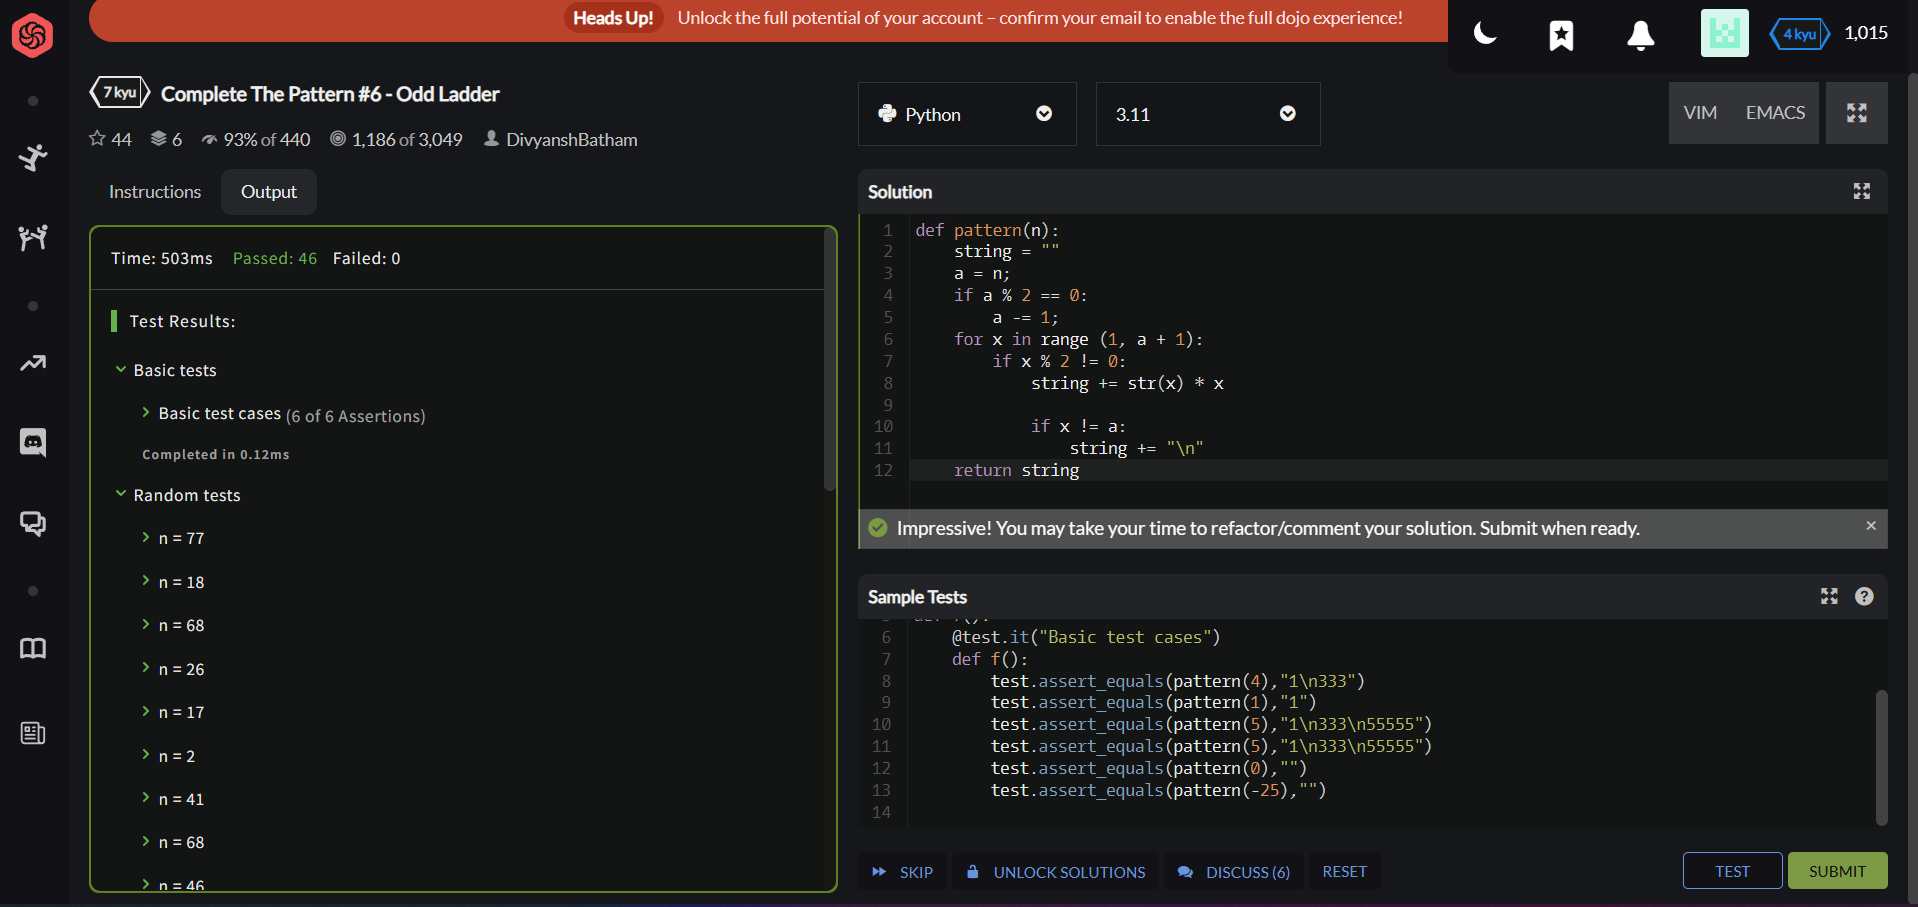 Heads Up! Unlock the full potential of your account – confirm your email to enable the full dojo experience!
4 kyu 1,015
7 kyu Complete The Pattern #6 - Odd Ladder
44 6 93% of 440 1,186 of 3,049 DivyanshBatham
Instructions Output
Time: 503ms Passed: 46 Failed: 0
Test Results:
Basic tests
Basic test cases (6 of 6 Assertions)
Completed in 0.12ms
Random tests
n = 77
n = 18
n = 68
n = 26
n = 17
n = 2
n = 41
n = 68
n = 46
Python 3.11 VIM EMACS
Solution
1 def pattern(n):
2 string = ""
3 a = n;
4 if a % 2 == 0:
5 a -= 1;
6 for x in range (1, a + 1):
7 if x % 2 != 0:
8 string += str(x) * x
9
10 if x != a:
11 string += "\n"
12 return string
Impressive! You may take your time to refactor/comment your solution. Submit when ready. ×
Sample Tests
6 @test.it("Basic test cases")
7 def f():
8 test.assert_equals(pattern(4),"1\n333")
9 test.assert_equals(pattern(1),"1")
10 test.assert_equals(pattern(5),"1\n333\n55555")
11 test.assert_equals(pattern(5),"1\n333\n55555")
12 test.assert_equals(pattern(0),"")
13 test.assert_equals(pattern(-25),"")
14
SKIP UNLOCK SOLUTIONS DISCUSS (6) RESET TEST SUBMIT